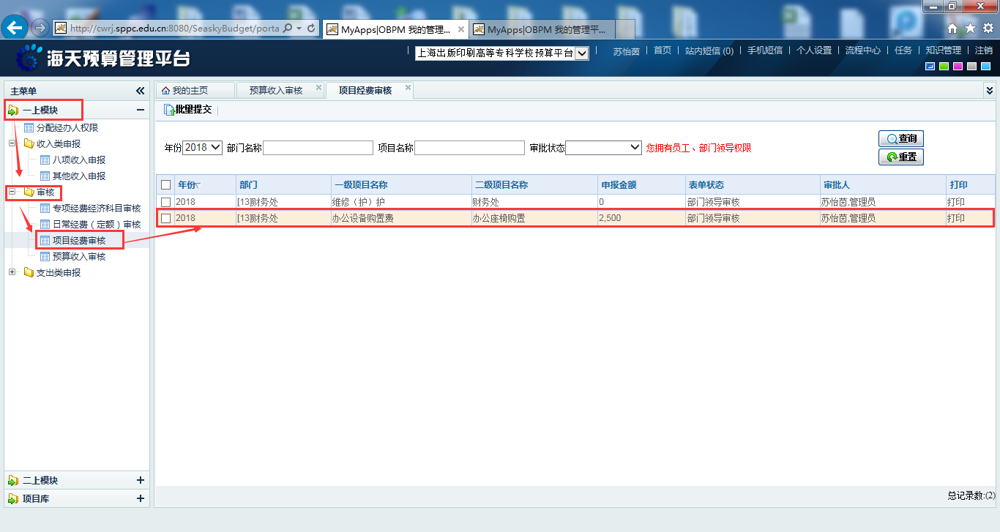 http://cwrj.sppc.edu.cn:8080/SeaskyBudget/porta
MyApps|OBPM 我的管理...
MyApps|OBPM 我的管理平...
海天预算管理平台
上海出版印刷高等专科学校预算平台
苏怡茵 | 首页 | 站内短信 (0) | 手机短信 | 个人设置 | 流程中心 | 任务 | 知识管理 | 注销
主菜单
一上模块
分配经办人权限
收入类申报
八项收入申报
其他收入申报
审核
专项经费经济科目审核
日常经费（定额）审核
项目经费审核
预算收入审核
支出类申报
二上模块
项目库
我的主页 预算收入审核 项目经费审核
批量提交
年份 2018 部门名称 项目名称 审批状态 您拥有员工、部门领导权限
查询
重置
年份 部门 一级项目名称 二级项目名称 申报金额 表单状态 审批人 打印
2018 [13]财务处 维修（护）护 财务处 0 部门领导审核 苏怡茵,管理员 打印
2018 [13]财务处 办公设备购置费 办公座椅购置 2,500 部门领导审核 苏怡茵,管理员 打印
总记录数:(2)